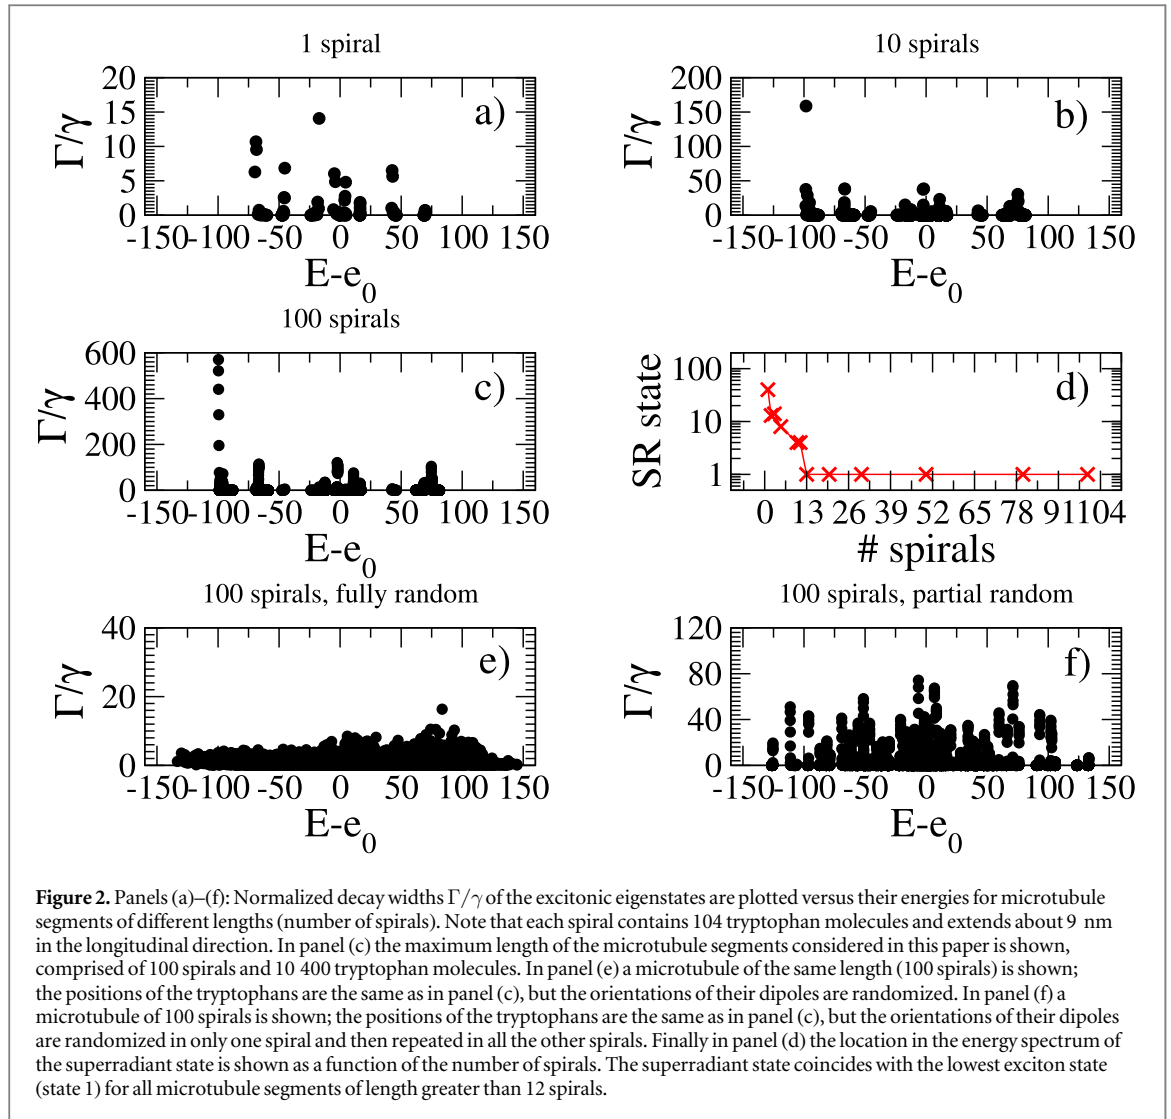 1 spiral
20
15
10
5
0
Γ/γ
a)
-150-100 -50 0 50 100 150
E-e0
10 spirals
200
150
100
50
0
Γ/γ
b)
-150-100 -50 0 50 100 150
E-e0
100 spirals
600
400
200
0
Γ/γ
c)
-150-100 -50 0 50 100 150
E-e0
100
10
1
SR state
d)
0 13 26 39 52 65 78 91104
# spirals
100 spirals, fully random
40
20
0
Γ/γ
e)
-150-100 -50 0 50 100 150
E-e0
100 spirals, partial random
120
80
40
0
Γ/γ
f)
-150-100 -50 0 50 100 150
E-e0
Figure 2. Panels (a)–(f): Normalized decay widths Γ/γ of the excitonic eigenstates are plotted versus their energies for microtubule
segments of different lengths (number of spirals). Note that each spiral contains 104 tryptophan molecules and extends about 9 nm
in the longitudinal direction. In panel (c) the maximum length of the microtubule segments considered in this paper is shown,
comprised of 100 spirals and 10 400 tryptophan molecules. In panel (e) a microtubule of the same length (100 spirals) is shown;
the positions of the tryptophans are the same as in panel (c), but the orientations of their dipoles are randomized. In panel (f) a
microtubule of 100 spirals is shown; the positions of the tryptophans are the same as in panel (c), but the orientations of their dipoles
are randomized in only one spiral and then repeated in all the other spirals. Finally in panel (d) the location in the energy spectrum of
the superradiant state is shown as a function of the number of spirals. The superradiant state coincides with the lowest exciton state
(state 1) for all microtubule segments of length greater than 12 spirals.